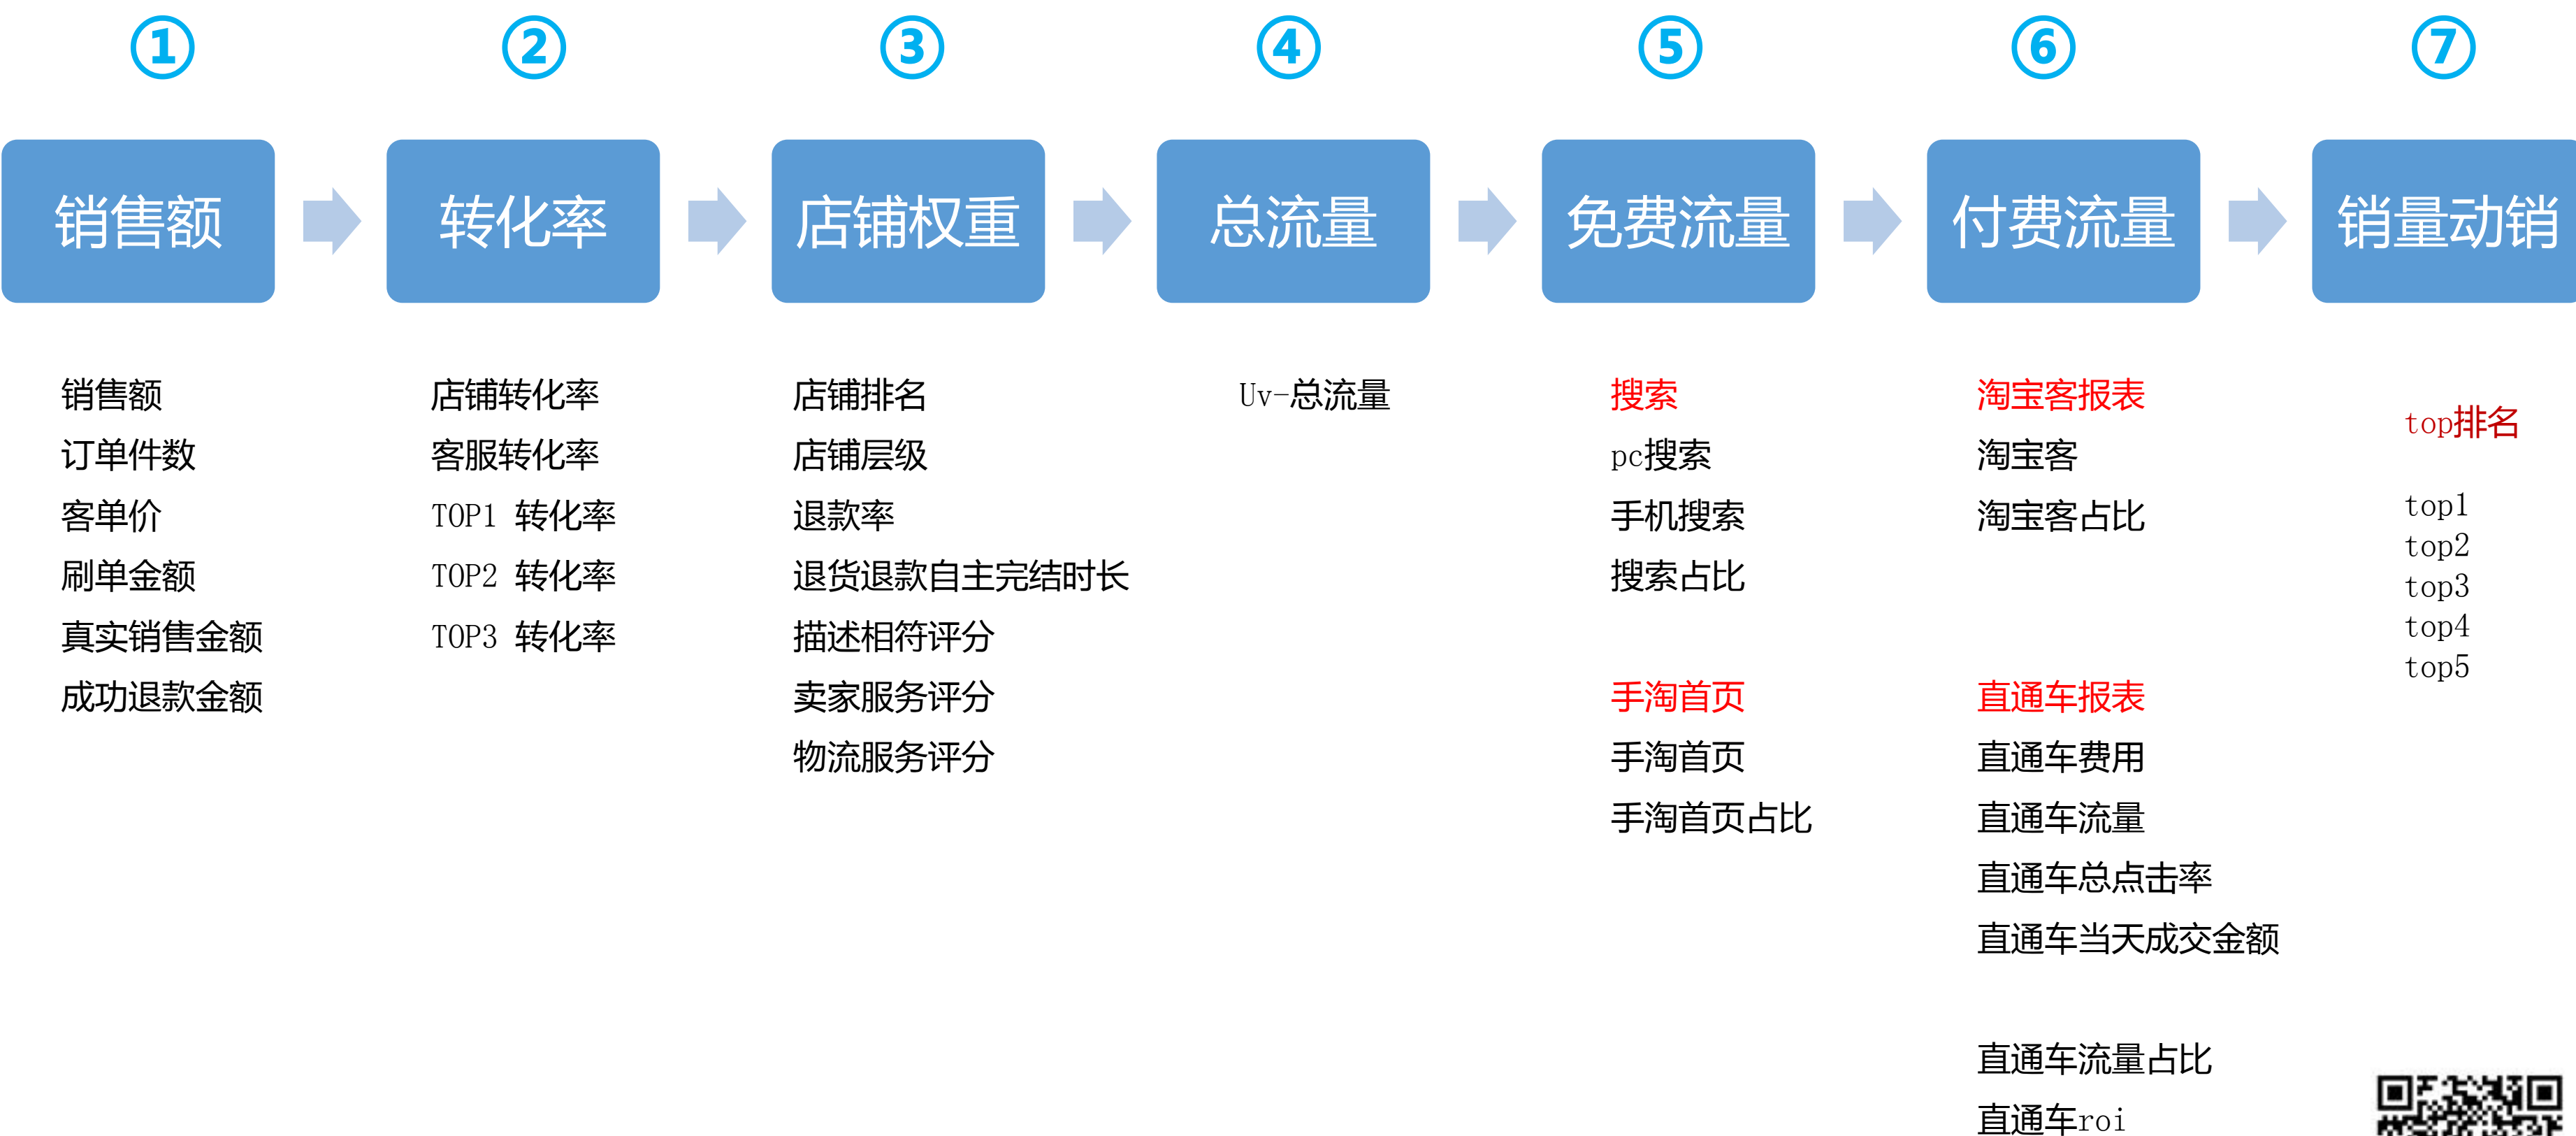 ①
②
③
④
⑤
⑥
⑦
销售额
转化率
店铺权重
总流量
免费流量
付费流量
销量动销
销售额
订单件数
客单价
刷单金额
真实销售金额
成功退款金额
店铺转化率
客服转化率
TOP1 转化率
TOP2 转化率
TOP3 转化率
店铺排名
店铺层级
退款率
退货退款自主完结时长
描述相符评分
卖家服务评分
物流服务评分
Uv-总流量
搜索
pc搜索
手机搜索
搜索占比
手淘首页
手淘首页
手淘首页占比
淘宝客报表
淘宝客
淘宝客占比
直通车报表
直通车费用
直通车流量
直通车总点击率
直通车当天成交金额
直通车流量占比
直通车roi
top排名
top1
top2
top3
top4
top5